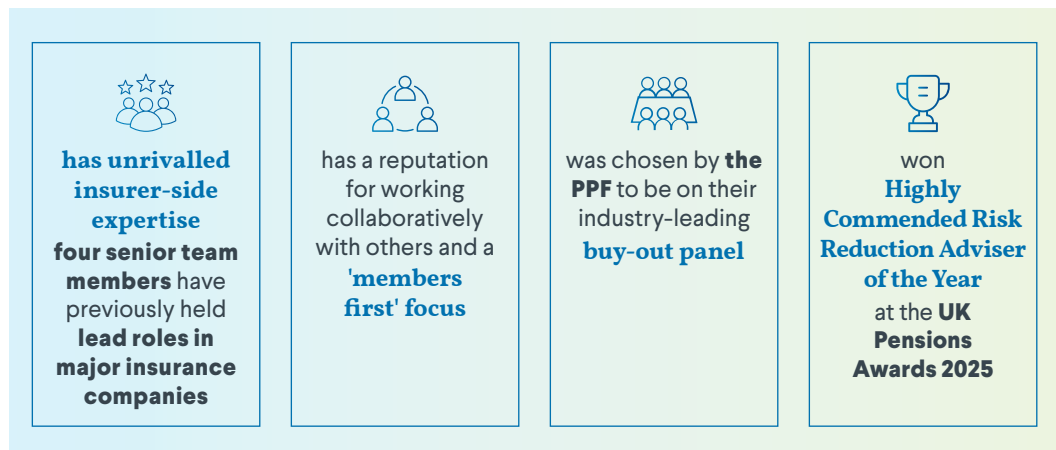 has unrivalled
insurer-side
expertise
four senior team
members have
previously held
lead roles in
major insurance
companies
has a reputation
for working
collaboratively
with others and a
'members
first' focus
was chosen by the
PPF to be on their
industry-leading
buy-out panel
won
Highly
Commended Risk
Reduction Adviser
of the Year
at the UK
Pensions
Awards 2025